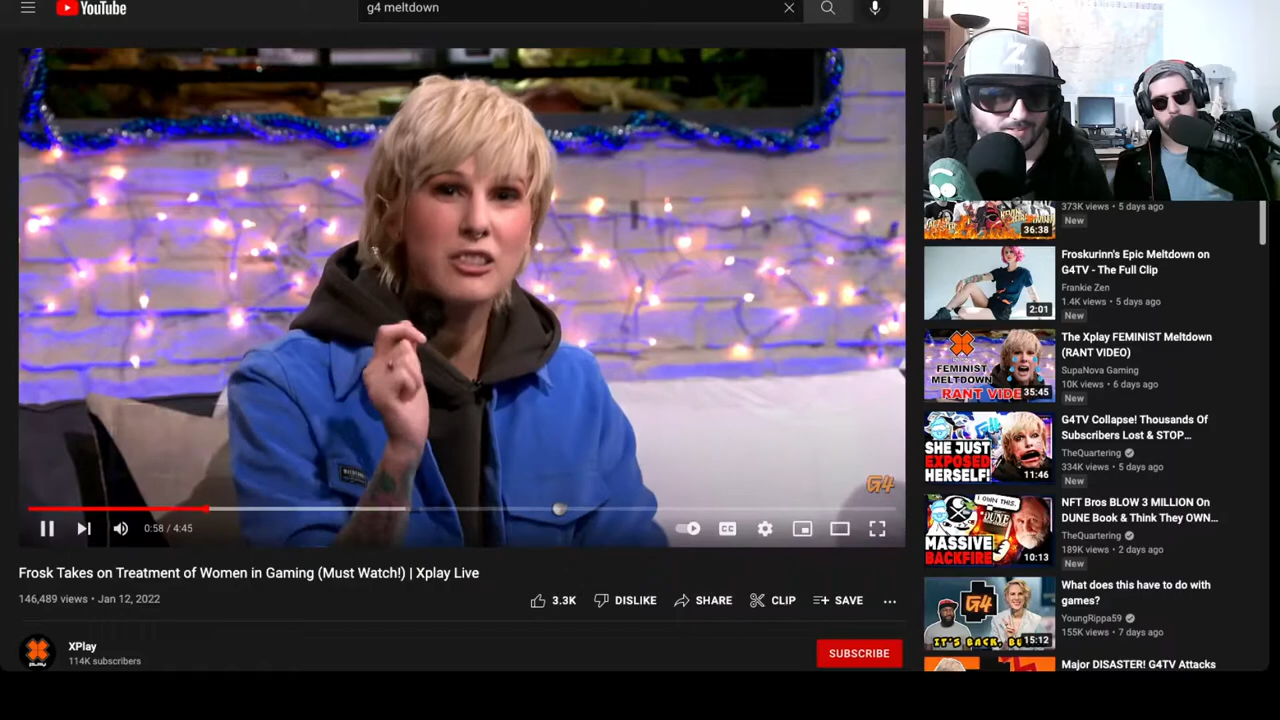 YouTube
g4 meltdown
G4
0:58 / 4:45
CC
Frosk Takes on Treatment of Women in Gaming (Must Watch!) | Xplay Live
146,489 views • Jan 12, 2022
3.3K
DISLIKE
SHARE
CLIP
SAVE
XPlay
114K subscribers
SUBSCRIBE
373K views • 5 days ago
New
36:38
Froskurinn's Epic Meltdown on
G4TV - The Full Clip
Frankie Zen
1.4K views • 5 days ago
New
2:01
The Xplay FEMINIST Meltdown
(RANT VIDEO)
SupaNova Gaming
10K views • 6 days ago
New
FEMINIST
MELTDOWN
RANT VIDE
35:45
G4TV Collapse! Thousands Of
Subscribers Lost & STOP...
TheQuartering
334K views • 5 days ago
New
SHE JUST
EXPOSED
HERSELF!
11:46
NFT Bros BLOW 3 MILLION On
DUNE Book & Think They OWN...
TheQuartering
189K views • 2 days ago
New
I OWN THIS.
DUNE
MASSIVE
BACKFIRE
10:13
What does this have to do with
games?
YoungRippa59
155K views • 7 days ago
G4
15:12
Major DISASTER! G4TV Attacks